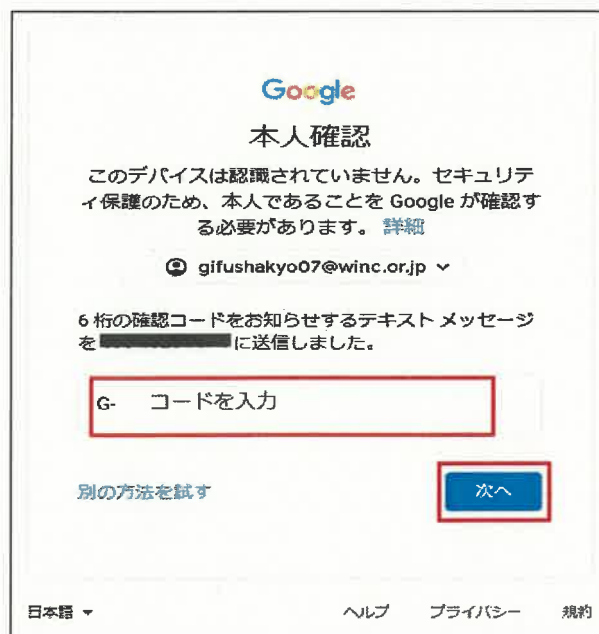 Google
本人確認
このデバイスは認識されていません。セキュリテ
ィ保護のため、本人であることを Google が確認す
る必要があります。 詳細
gifushakyo07@winc.or.jp
6 桁の確認コードをお知らせするテキスト メッセージ
を に送信しました。
G- コードを入力
別の方法を試す 次へ
日本語 ヘルプ プライバシー 規約